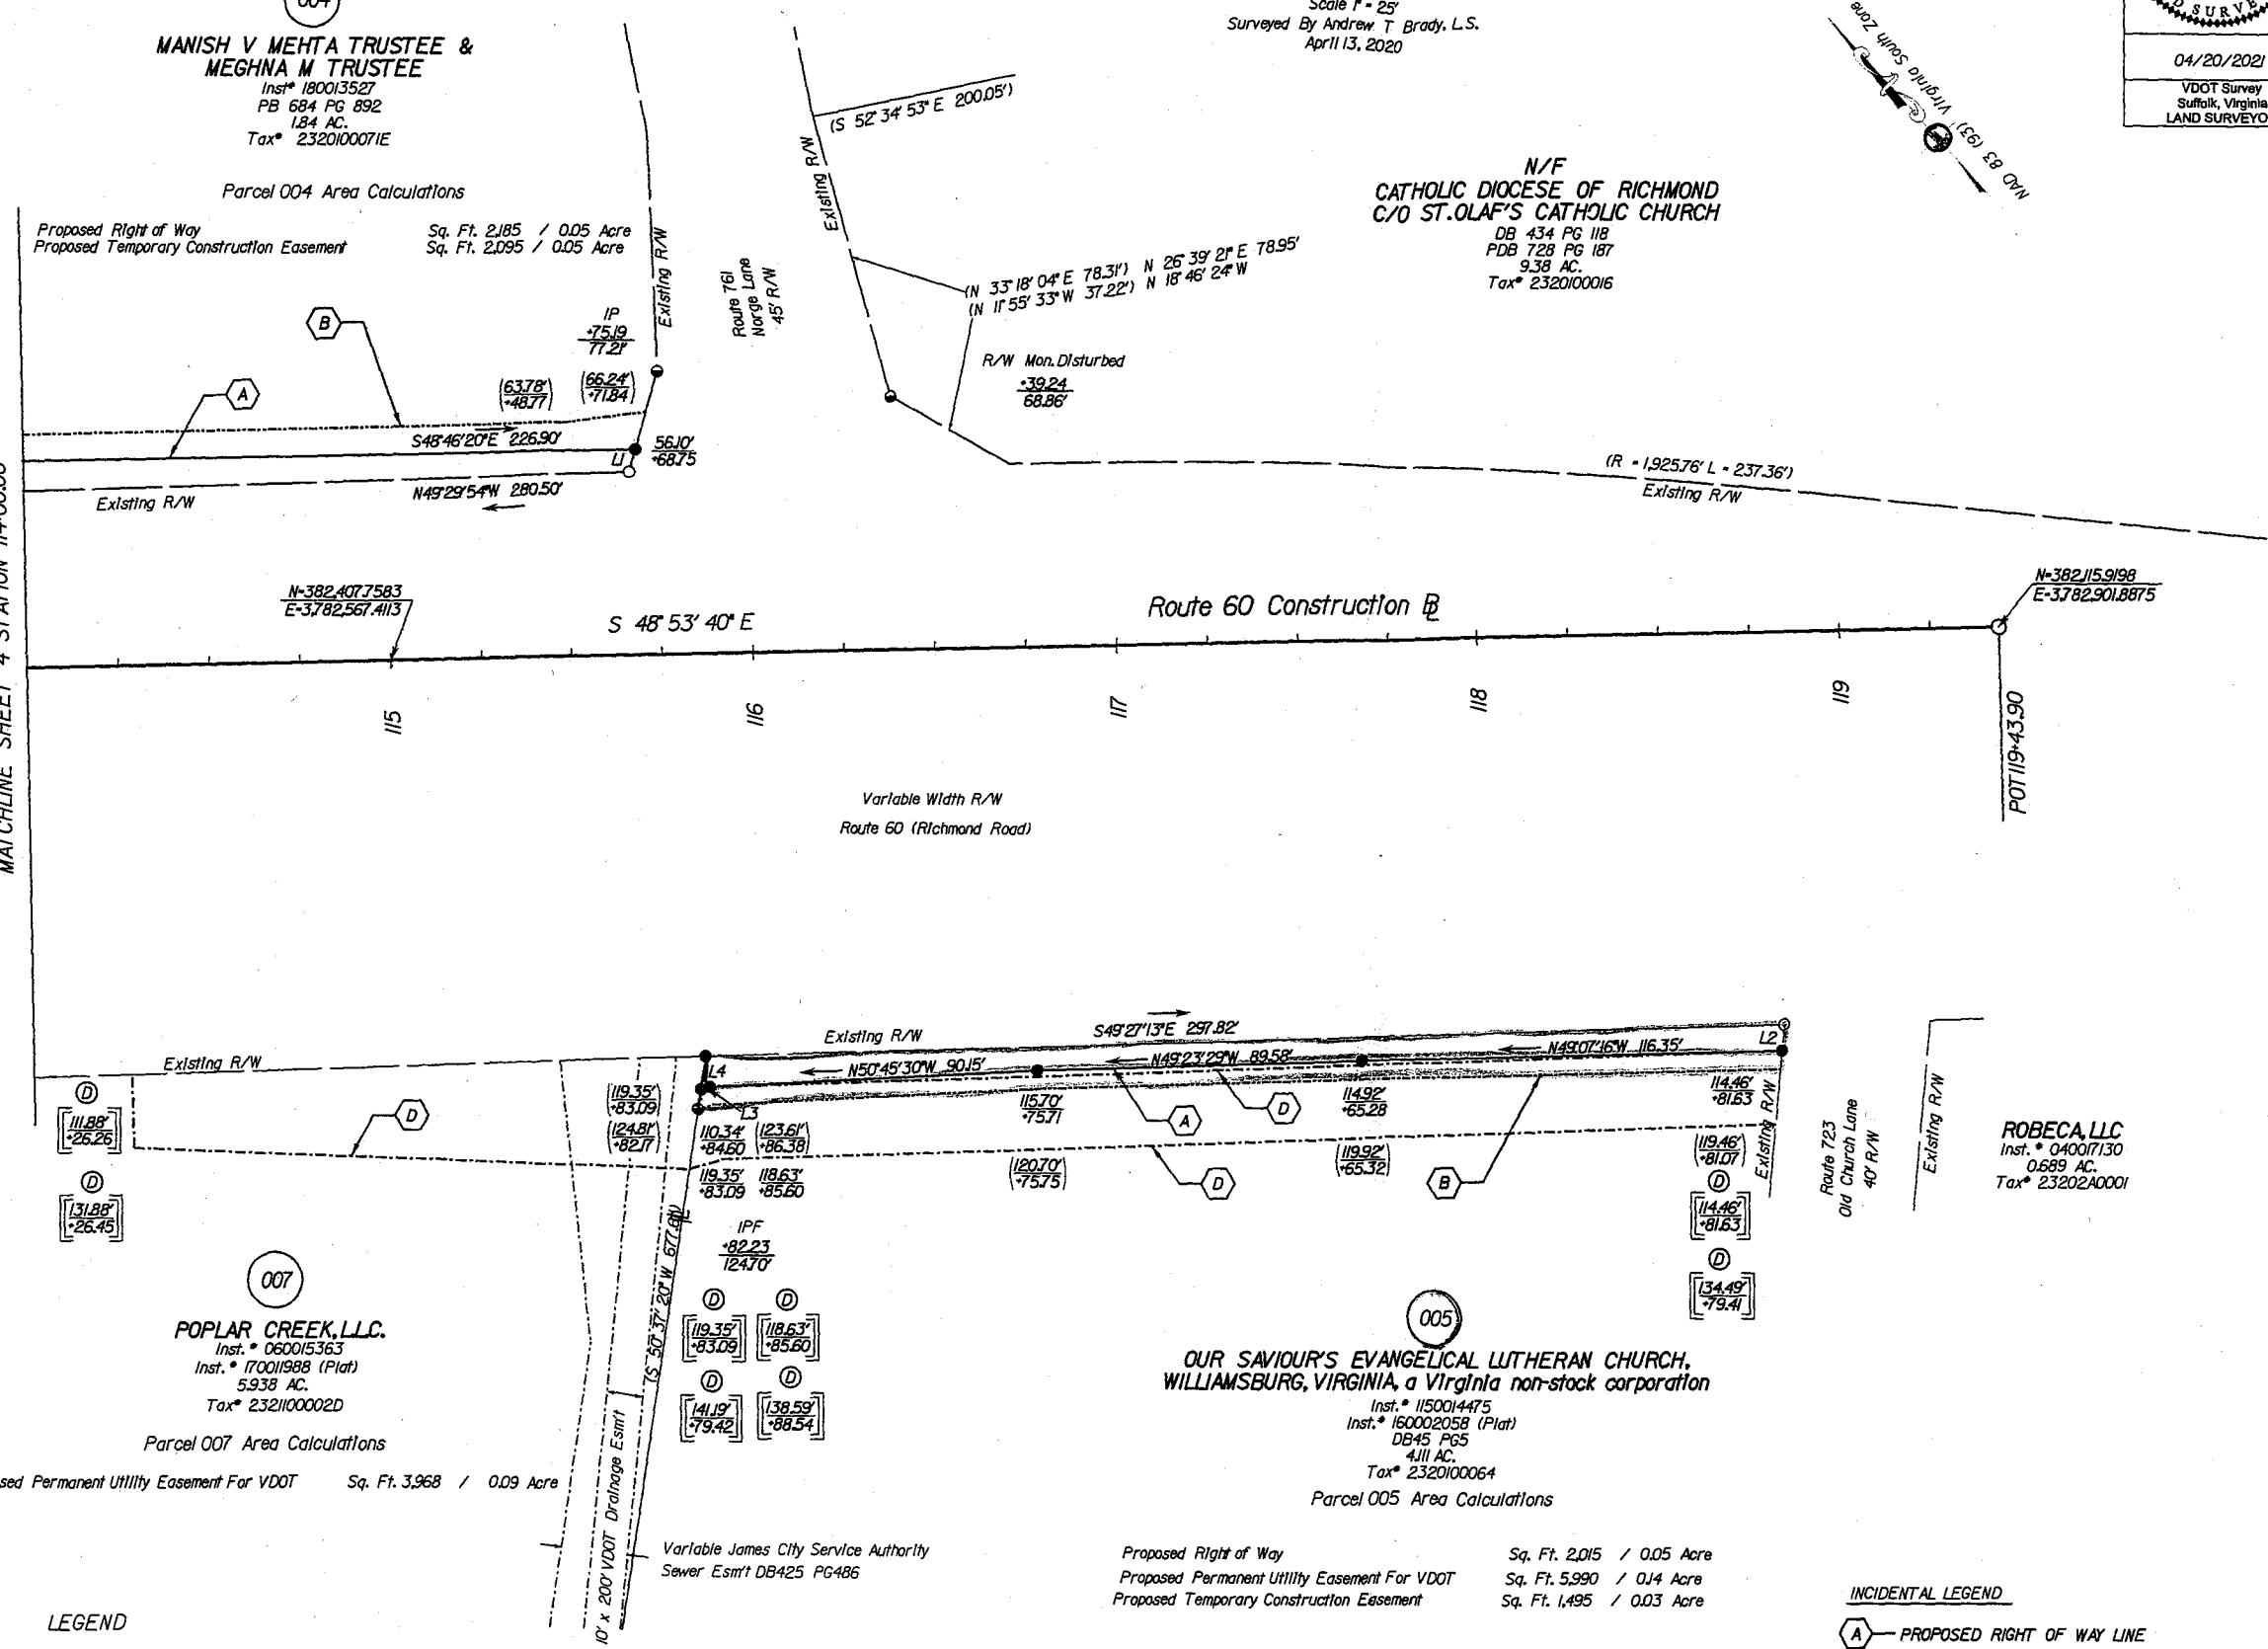 004
MANISH V MEHTA TRUSTEE &
MEGHNA M TRUSTEE
Inst# 180013527
PB 684 PG 892
1.84 AC.
Tax# 2320100071E
Parcel 004 Area Calculations
Proposed Right of Way Sq. Ft. 2,185 / 0.05 Acre
Proposed Temporary Construction Easement Sq. Ft. 2,095 / 0.05 Acre
Scale 1" = 25'
Surveyed By Andrew. T Brady, L.S.
April 13, 2020
NAD 83 (93) Virginia South Zone
D SURVE
04/20/2021
VDOT Survey
Suffolk, Virginia
LAND SURVEYO
N/F
CATHOLIC DIOCESE OF RICHMOND
C/O ST.OLAF'S CATHOLIC CHURCH
DB 434 PG 118
PDB 728 PG 187
9.38 AC.
Tax# 2320100016
(S 52°34'53"E 200.05')
Existing R/W
Existing R/W
Route 761
Norge Lane
45' R/W
(N 33°18'04"E 78.31') N 26°39'21"E 78.95'
(N 11°55'33"W 37.22') N 18°46'24"W
R/W Mon. Disturbed
+39.24
68.86'
B
A
IP
+75.19
77.21'
(63.78'
+48.77)
(66.24'
+71.84)
S48°46'20"E 226.90'
L1
56.10'
+68.75
Existing R/W
N49°29'54"W 280.50'
(R = 1,925.76' L = 237.36')
Existing R/W
MATCHLINE SHEET 4 STATION 114+00.00
N=382,407.7583
E=3,782,567.4113
S 48°53'40"E
Route 60 Construction BL
N=382,115.9198
E=3,782,901.8875
115
116
117
118
119
POT 119+43.90
Variable Width R/W
Route 60 (Richmond Road)
Existing R/W
Existing R/W
S49°27'13"E 297.82'
L2
N50°45'30"W 90.15'
N49°23'29"W 89.58'
N49°07'16"W 116.35'
L4
L3
D
[111.88'
+26.26]
D
[131.88'
+26.45]
D
(119.35'
+83.09)
(124.81'
+82.17)
110.34'
+84.60
(123.61'
+86.38)
119.35'
+83.09
118.63'
+85.60
IPF
+82.23
124.70'
115.70'
+75.71
A
D
114.92'
+65.28
114.46'
+81.63
(120.70'
+75.75)
D
(119.92'
+65.32)
B
(119.46'
+81.07)
D
[114.46'
+81.63]
D
[134.49'
+79.41]
Existing R/W
Route 723
Old Church Lane
40' R/W
Existing R/W
ROBECA, LLC
Inst. # 040017130
0.689 AC.
Tax# 23202A0001
D
[119.35'
+83.09]
D
[118.63'
+85.60]
D
[141.19'
+79.42]
D
[138.59'
+88.54]
007
POPLAR CREEK, LLC.
Inst. # 060015363
Inst. # 170011988 (Plat)
5.938 AC.
Tax# 2321100002D
Parcel 007 Area Calculations
sed Permanent Utility Easement For VDOT Sq. Ft. 3,968 / 0.09 Acre
10' x 200' VDOT Drainage Esm't
Variable James City Service Authority
Sewer Esm't DB425 PG486
005
OUR SAVIOUR'S EVANGELICAL LUTHERAN CHURCH,
WILLIAMSBURG, VIRGINIA, a Virginia non-stock corporation
Inst.# 1150014475
Inst.# 160002058 (Plat)
DB45 PG5
4.111 AC.
Tax# 2320100064
Parcel 005 Area Calculations
Proposed Right of Way Sq. Ft. 2,015 / 0.05 Acre
Proposed Permanent Utility Easement For VDOT Sq. Ft. 5,990 / 0.14 Acre
Proposed Temporary Construction Easement Sq. Ft. 1,495 / 0.03 Acre
LEGEND
INCIDENTAL LEGEND
A PROPOSED RIGHT OF WAY LINE